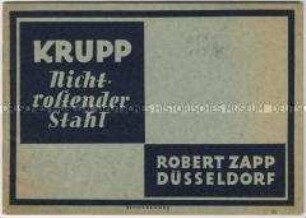 KRUPP
Nicht-
rostender
Stahl
ROBERT ZAPP
DÜSSELDORF